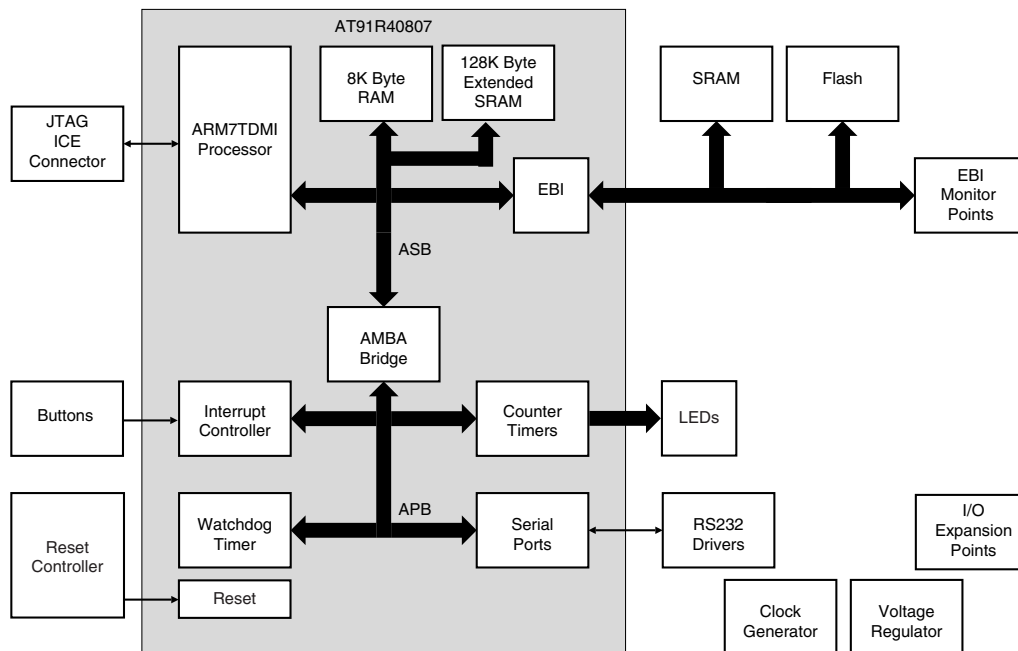 AT91R40807
8K Byte
RAM
128K Byte
Extended
SRAM
SRAM
Flash
JTAG
ICE
Connector
ARM7TDMI
Processor
EBI
EBI
Monitor
Points
ASB
AMBA
Bridge
Buttons
Interrupt
Controller
Counter
Timers
LEDs
APB
Reset
Controller
Watchdog
Timer
Serial
Ports
RS232
Drivers
I/O
Expansion
Points
Reset
Clock
Generator
Voltage
Regulator